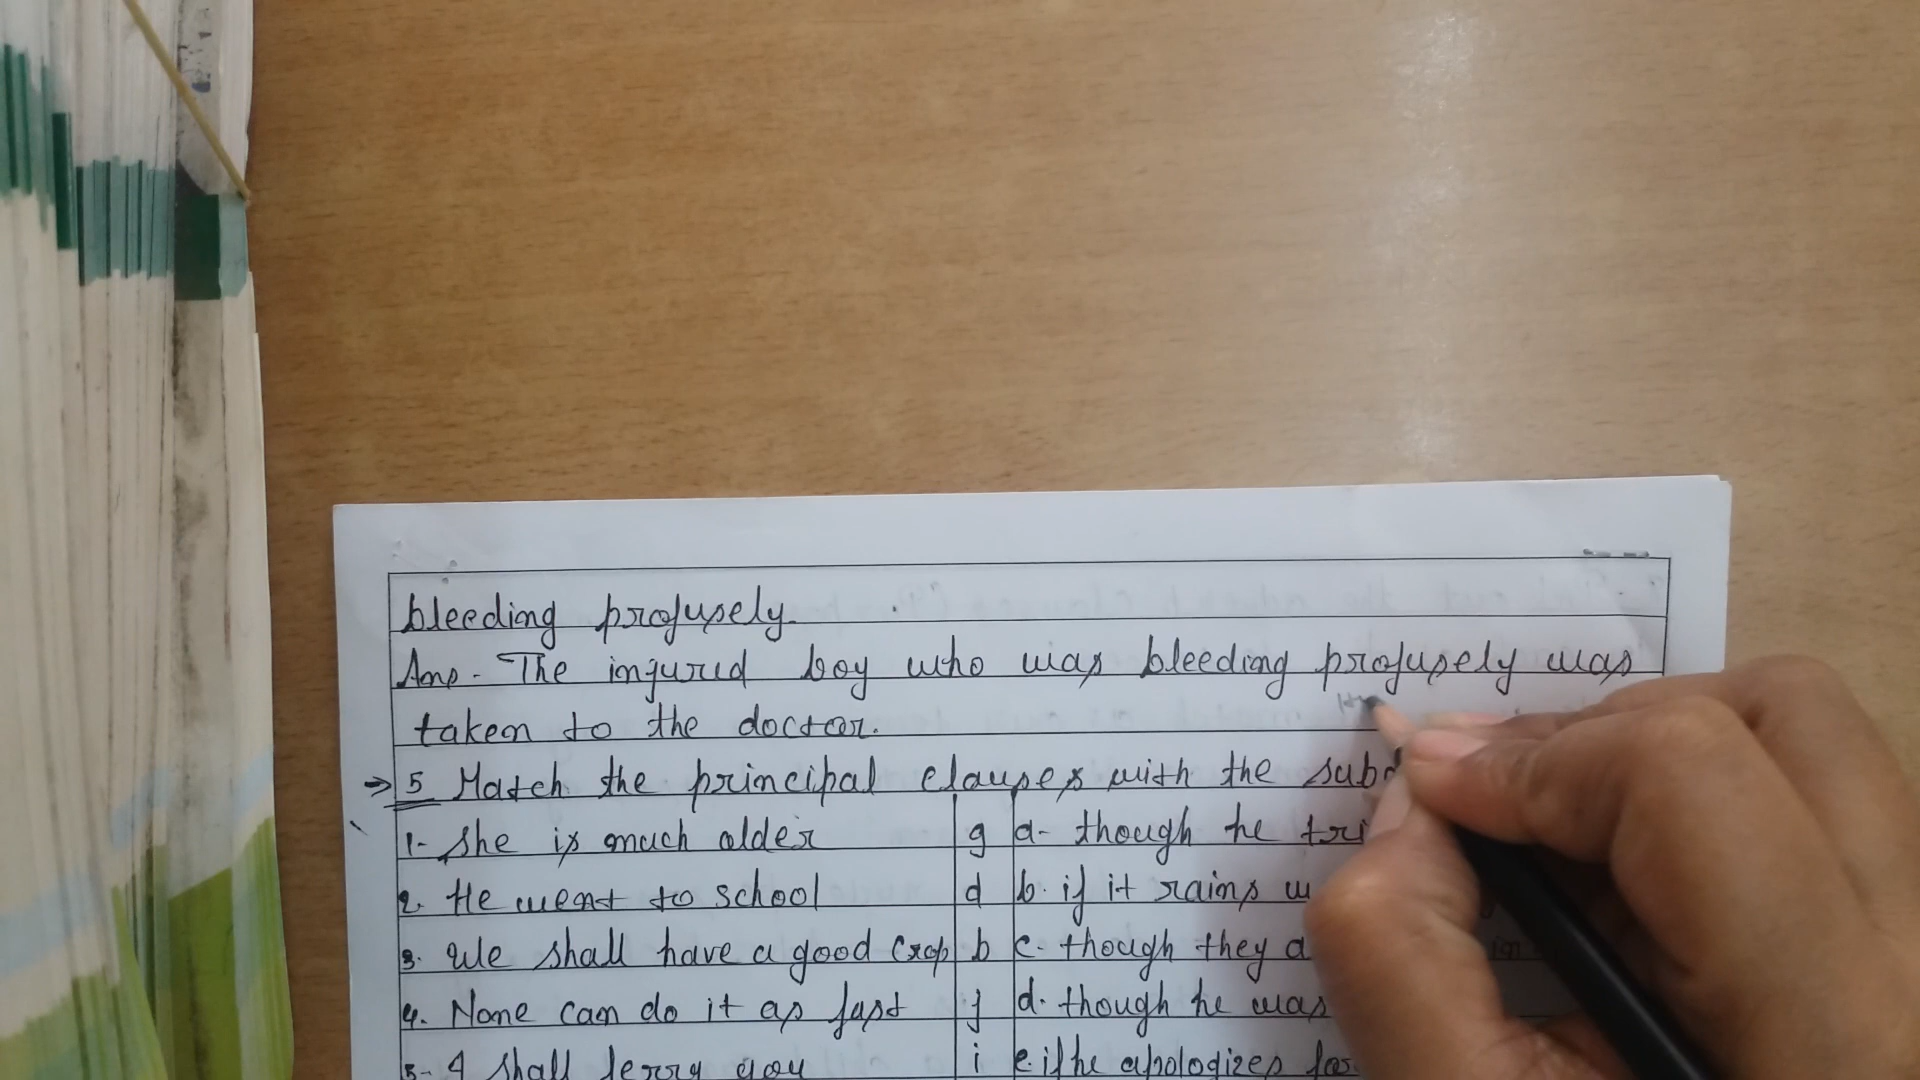 bleeding profusely.
Ans- The injured boy who was bleeding profusely was
taken to the doctor.
→ 5 Match the principal clauses with the
1- She is much older g a- though he
2. He went to school d b. if it rains
3. We shall have a good crop b c- though they
4. None can do it as fast j d. though he was
5- I shall ferry you i e. if he apologizes for